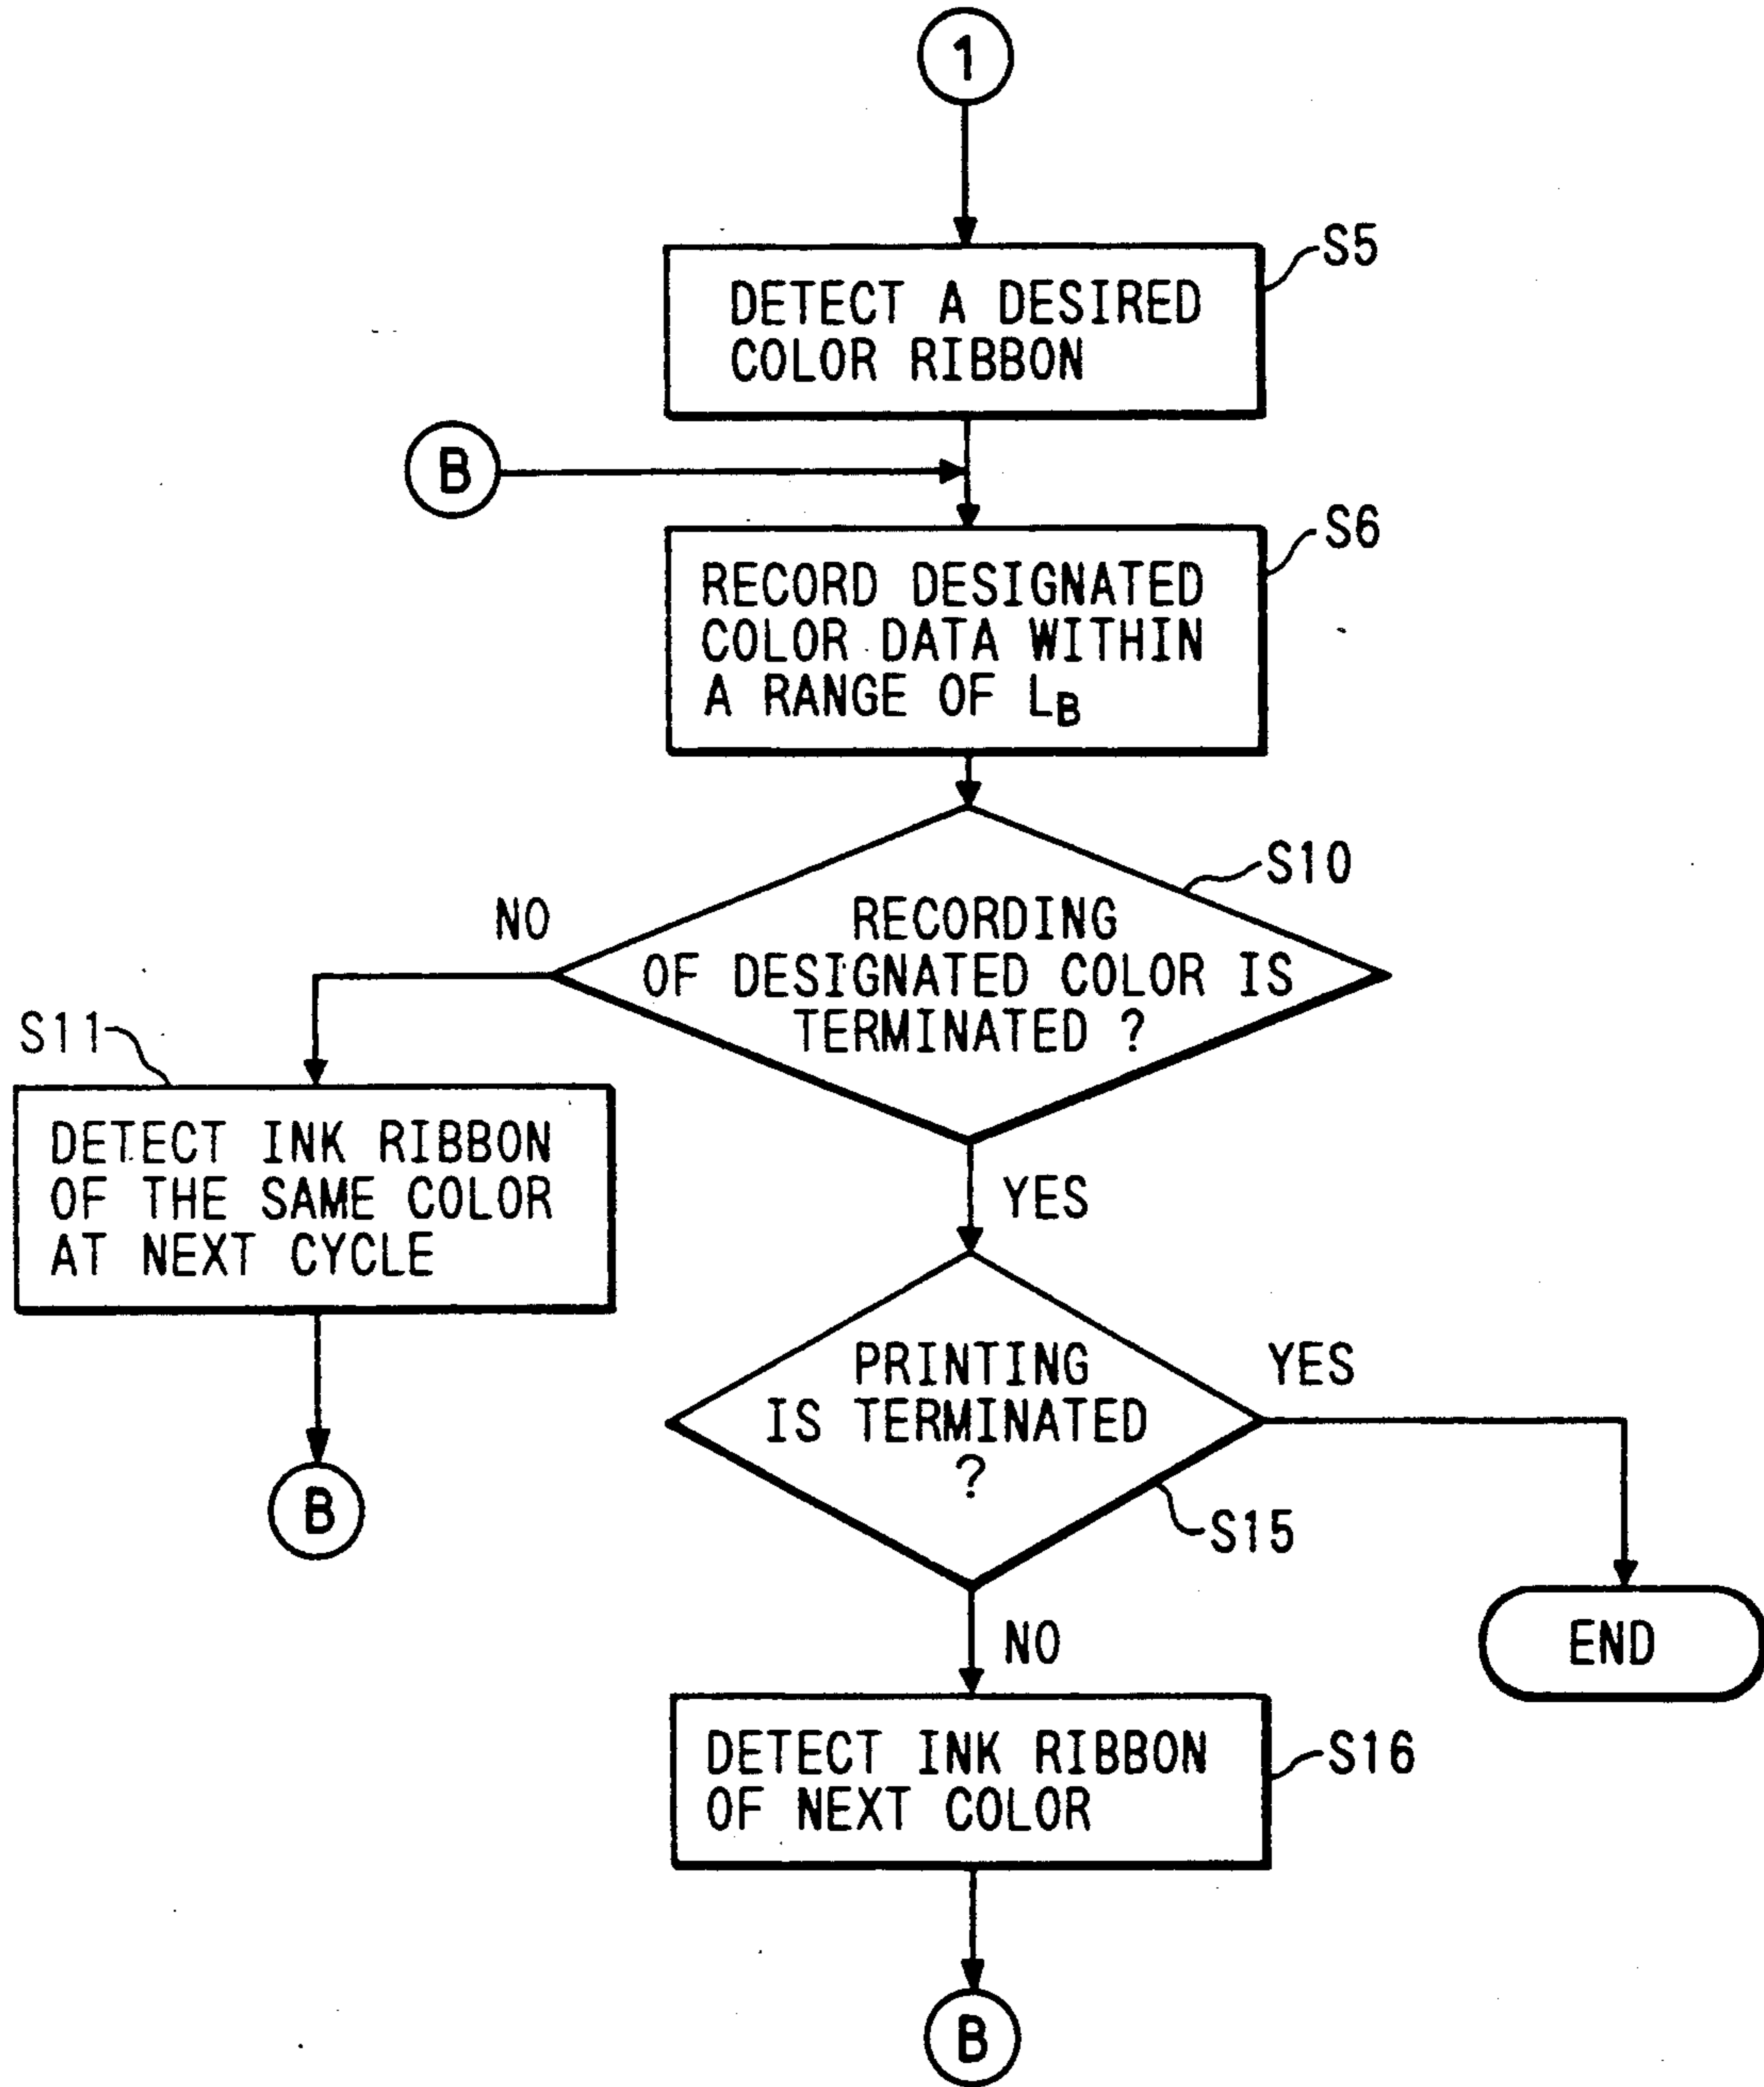 1
S5
DETECT A DESIRED
COLOR RIBBON
B
S6
RECORD DESIGNATED
COLOR DATA WITHIN
A RANGE OF LB
S10
NO
RECORDING
OF DESIGNATED COLOR IS
TERMINATED ?
S11
DETECT INK RIBBON
OF THE SAME COLOR
AT NEXT CYCLE
YES
B
PRINTING
IS TERMINATED
?
YES
S15
END
NO
S16
DETECT INK RIBBON
OF NEXT COLOR
B